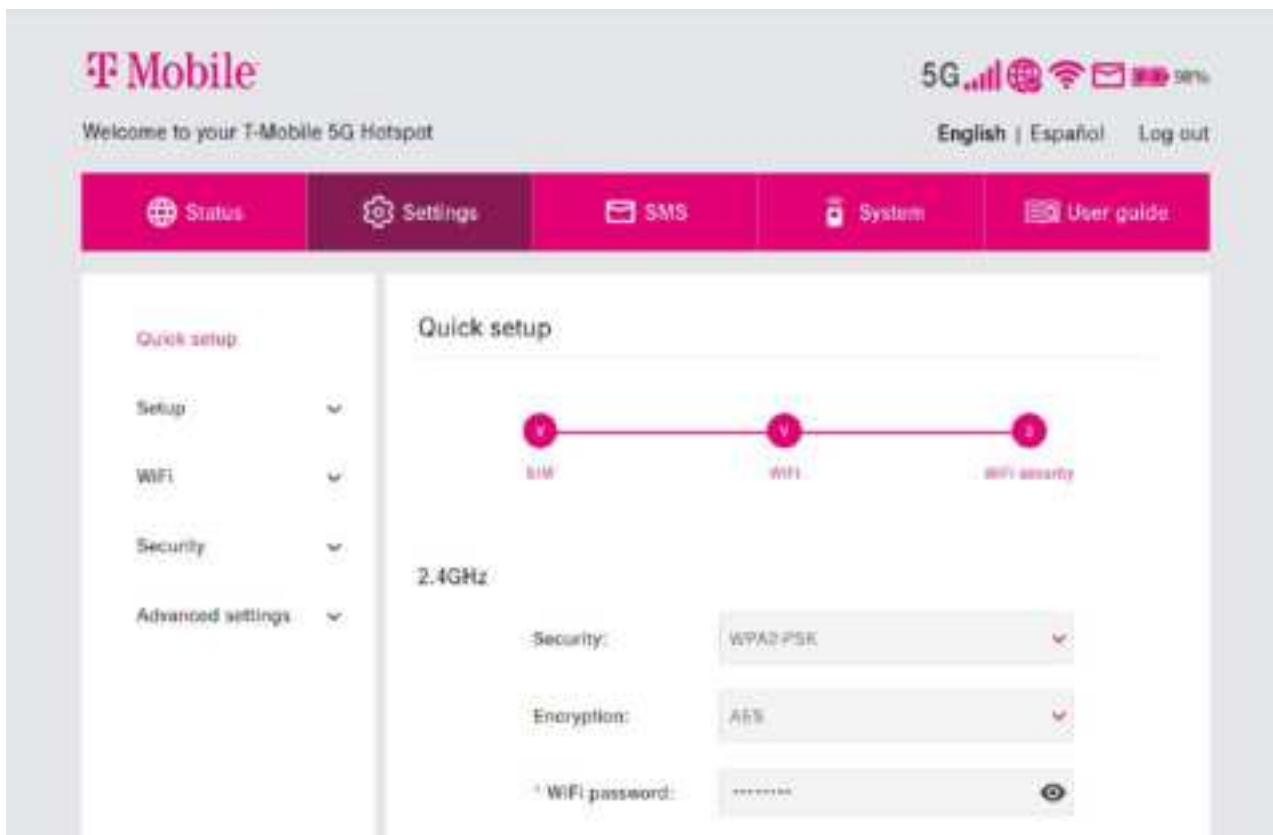 T Mobile
5G 98%
Welcome to your T-Mobile 5G Hotspot
English | Español Log out
Status Settings SMS System User guide
Quick setup
Setup
WiFi
Security
Advanced settings
Quick setup
SIM WiFi WiFi security
2.4GHz
Security: WPA2-PSK
Encryption: AES
* WiFi password: ********